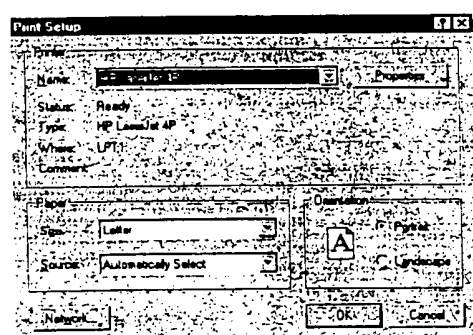 Print Setup
Printer
Name: HP LaserJet 4P
Properties
Status: Ready
Type: HP LaserJet 4P
Where: LPT1:
Comment:
Paper
Size: Letter
Source: Automatically Select
Orientation
A
Portrait
Landscape
Network...
OK
Cancel